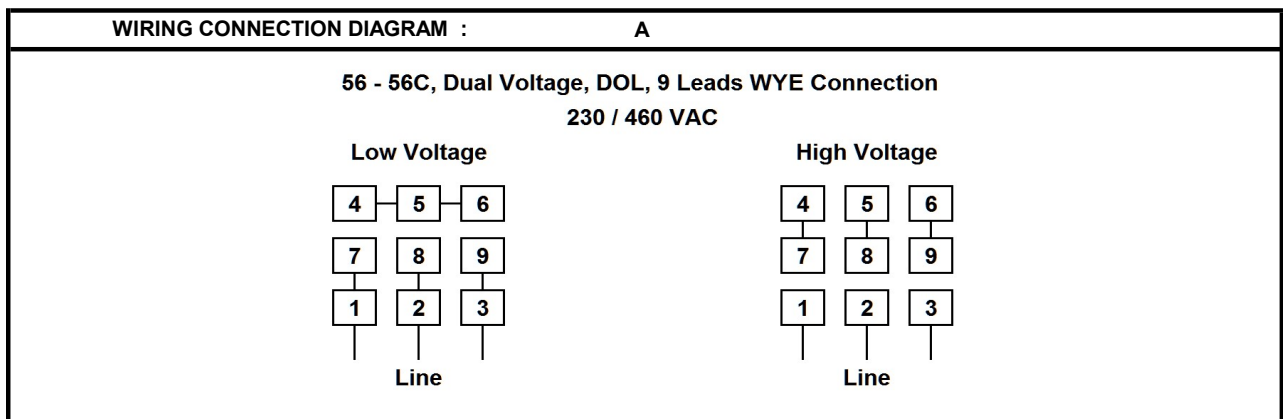 WIRING CONNECTION DIAGRAM : A
56 - 56C, Dual Voltage, DOL, 9 Leads WYE Connection
230 / 460 VAC
Low Voltage High Voltage
4 5 6 4 5 6
7 8 9 7 8 9
1 2 3 1 2 3
Line Line